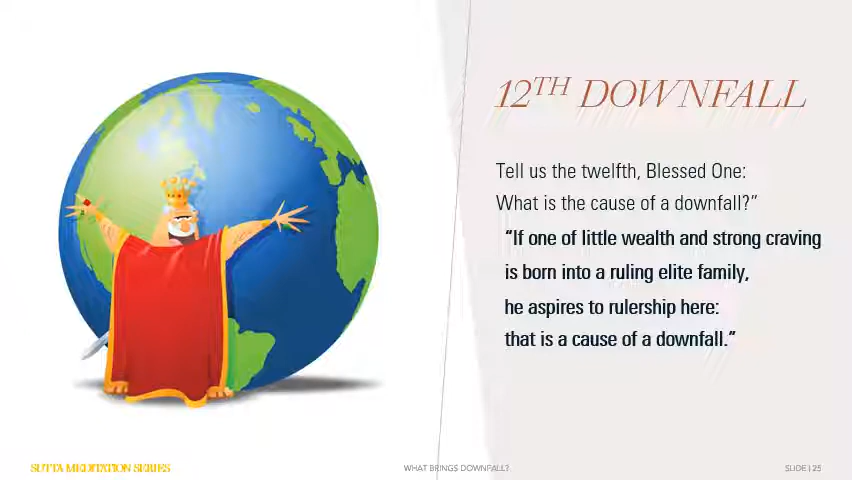 12TH DOWNFALL
Tell us the twelfth, Blessed One:
What is the cause of a downfall?”
“If one of little wealth and strong craving
is born into a ruling elite family,
he aspires to rulership here:
that is a cause of a downfall.”
SUTTA MEDITATION SERIES
WHAT BRINGS DOWNFALL?
SLIDE | 25